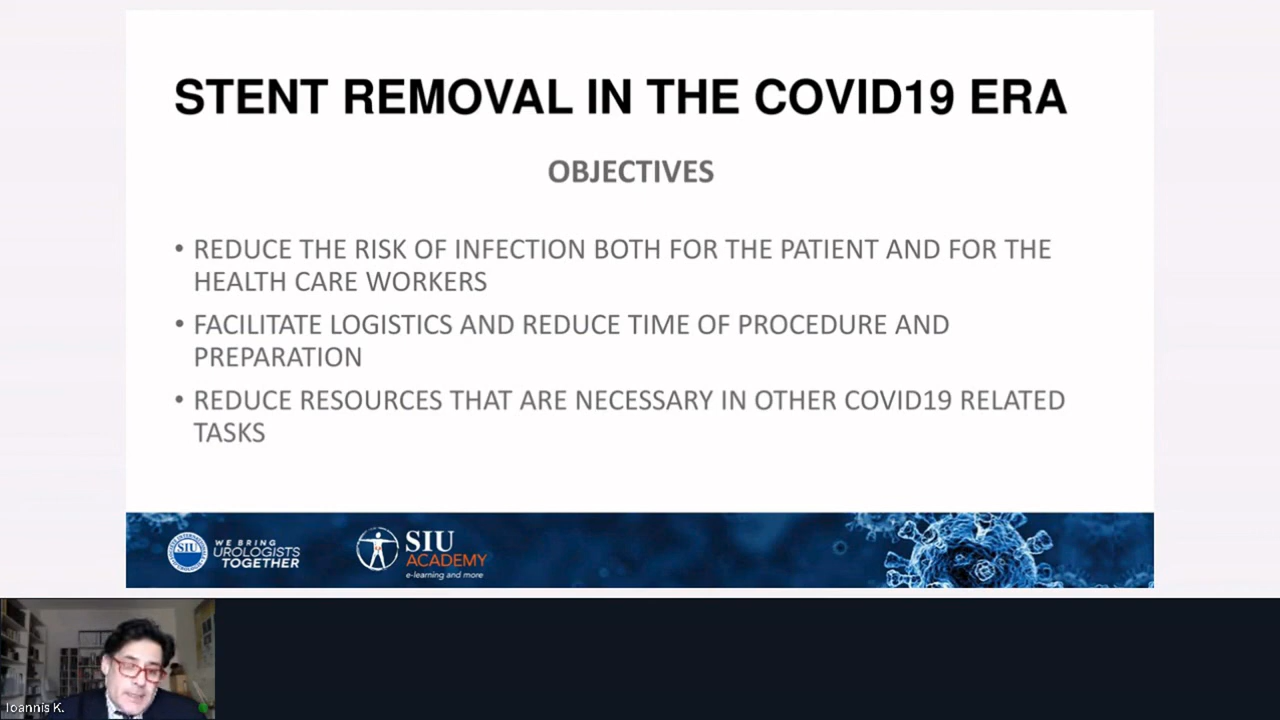 STENT REMOVAL IN THE COVID19 ERA
OBJECTIVES
• REDUCE THE RISK OF INFECTION BOTH FOR THE PATIENT AND FOR THE
HEALTH CARE WORKERS
• FACILITATE LOGISTICS AND REDUCE TIME OF PROCEDURE AND
PREPARATION
• REDUCE RESOURCES THAT ARE NECESSARY IN OTHER COVID19 RELATED
TASKS
SIU
WE BRING
UROLOGISTS
TOGETHER
SIU
ACADEMY
e-learning and more
Ioannis K.